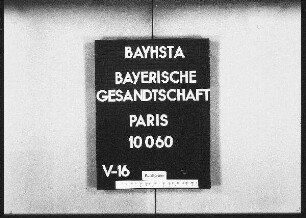 BAYHSTA
BAYERISCHE
GESANDTSCHAFT
PARIS
10060
V-16